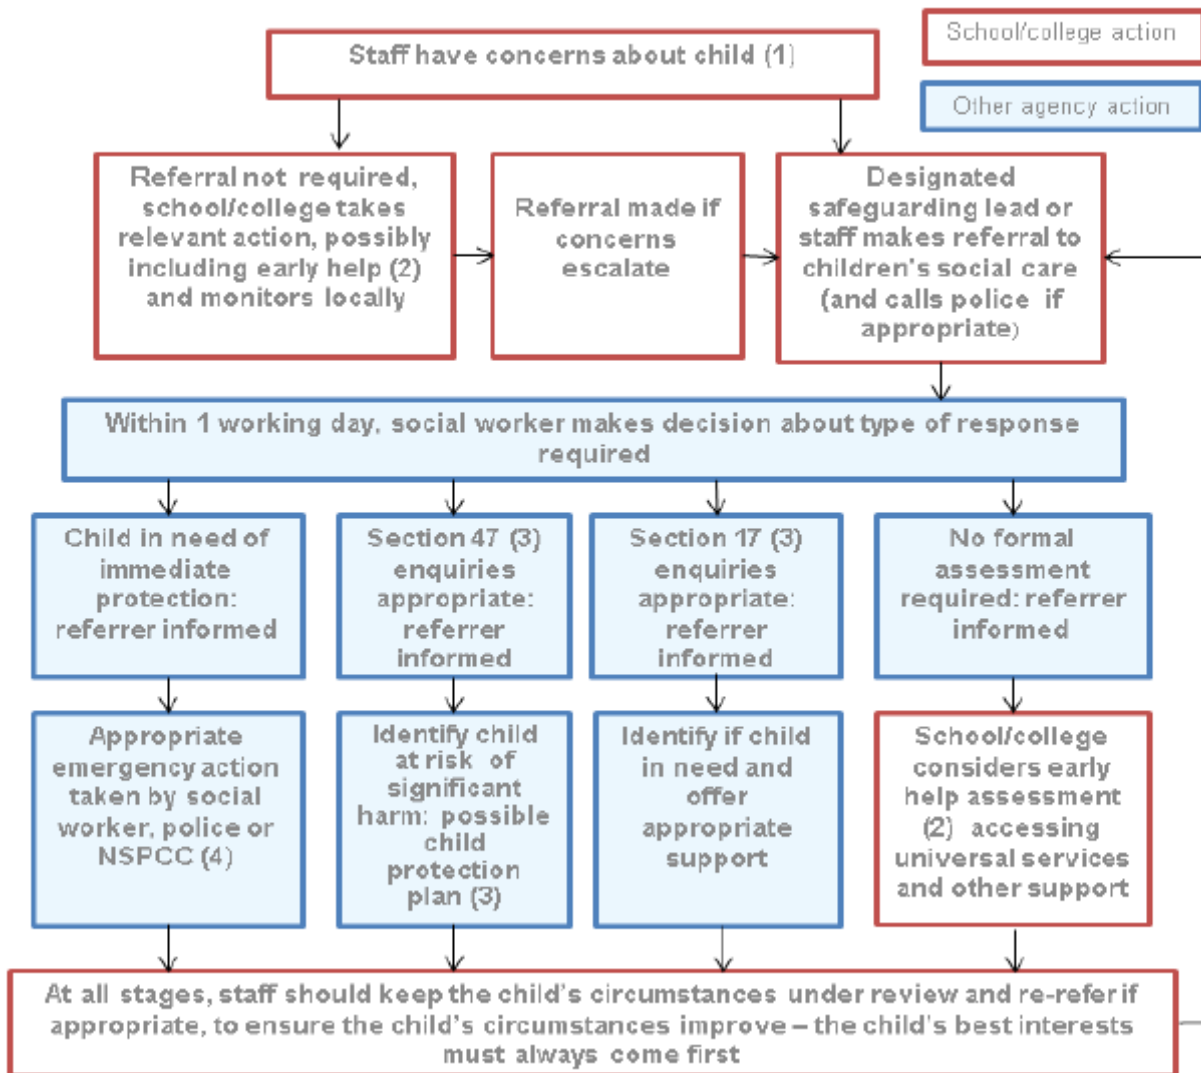 Staff have concerns about child (1)
School/college action
Other agency action
Referral not required,
school/college takes
relevant action, possibly
including early help (2)
and monitors locally
Referral made if
concerns
escalate
Designated
safeguarding lead or
staff makes referral to
children's social care
(and calls police if
appropriate)
Within 1 working day, social worker makes decision about type of response
required
Child in need of
immediate
protection:
referrer informed
Section 47 (3)
enquiries
appropriate:
referrer
informed
Section 17 (3)
enquiries
appropriate:
referrer
informed
No formal
assessment
required: referrer
informed
Appropriate
emergency action
taken by social
worker, police or
NSPCC (4)
Identify child
at risk of
significant
harm: possible
child
protection
plan (3)
Identify if child
in need and
offer
appropriate
support
School/college
considers early
help assessment
(2) accessing
universal services
and other support
At all stages, staff should keep the child's circumstances under review and re-refer if
appropriate, to ensure the child's circumstances improve – the child's best interests
must always come first